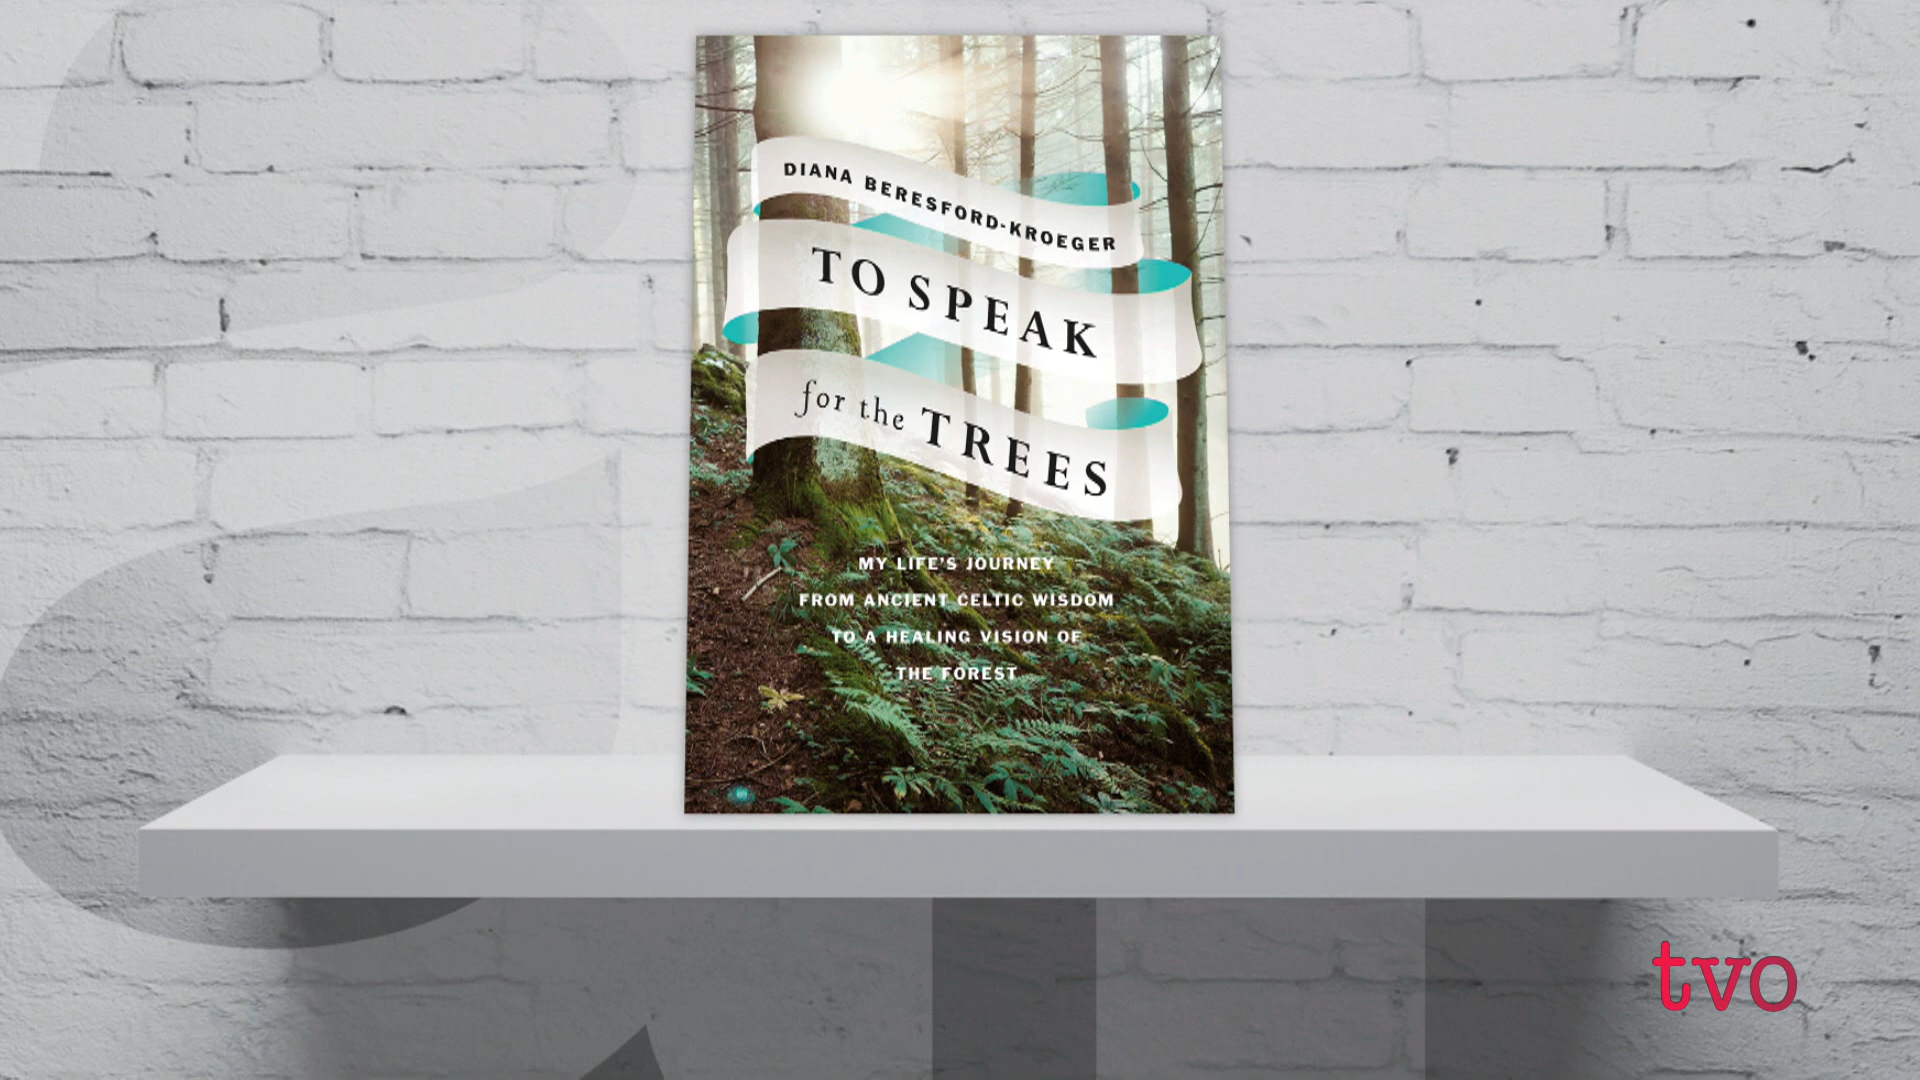 DIANA BERESFORD-KROEGER
TO SPEAK
for the TREES
MY LIFE'S JOURNEY
FROM ANCIENT CELTIC WISDOM
TO A HEALING VISION OF
THE FOREST
tvo